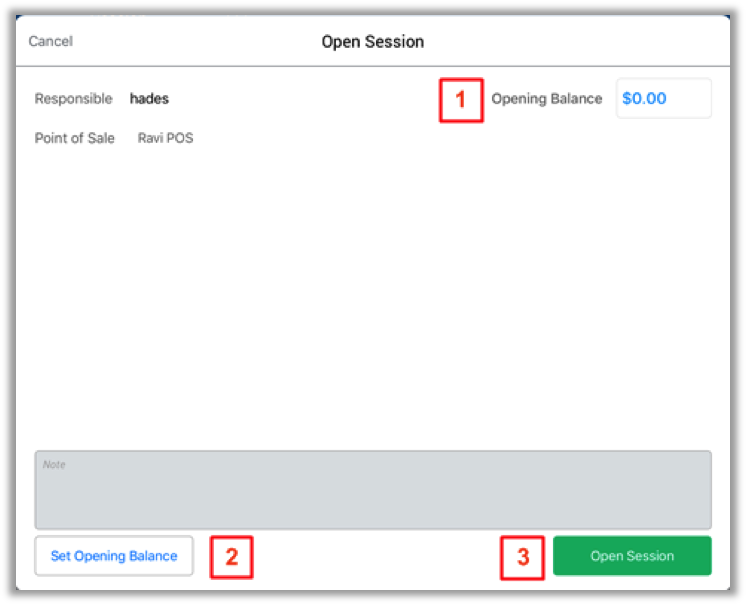 Cancel
Open Session
Responsible hades
1 Opening Balance $0.00
Point of Sale Ravi POS
Note
Set Opening Balance 2
3 Open Session